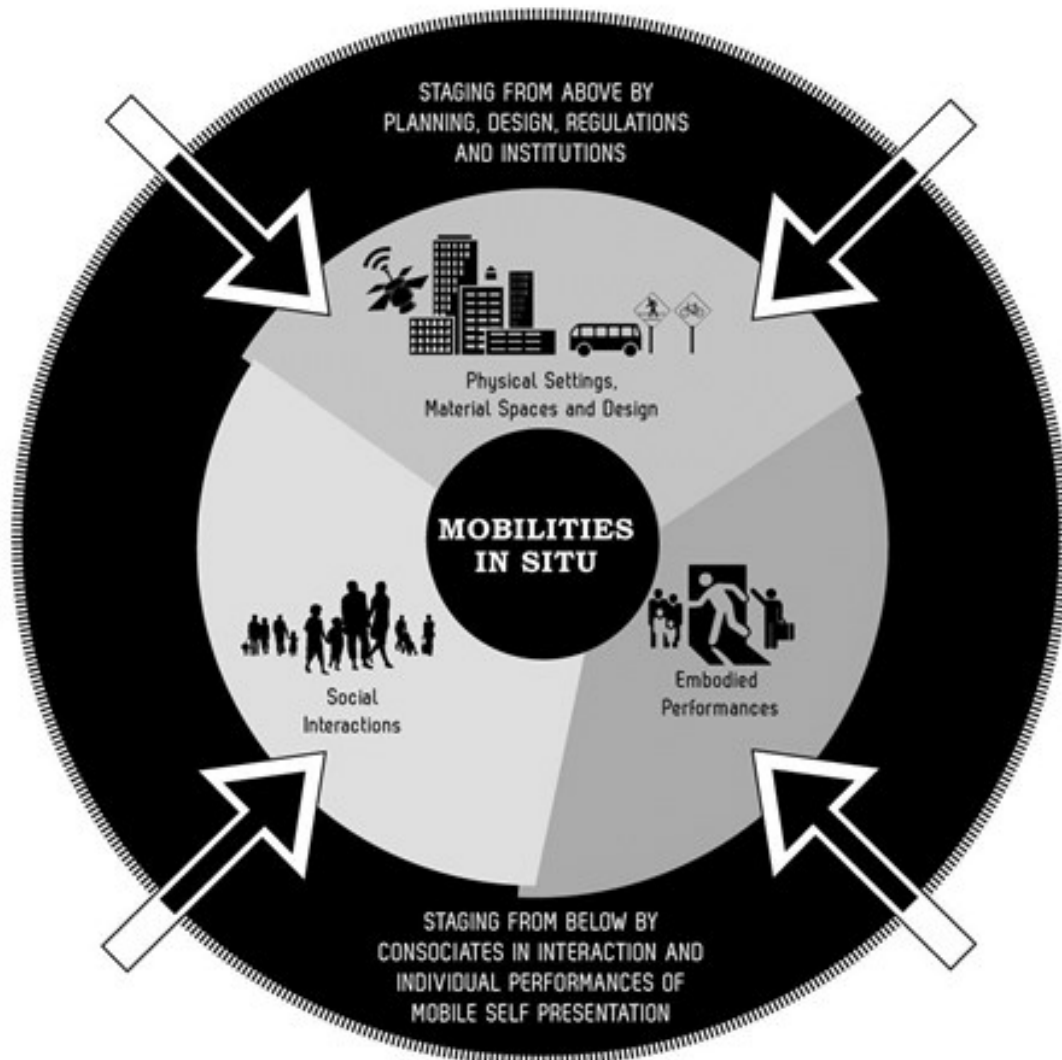 STAGING FROM ABOVE BY
PLANNING, DESIGN, REGULATIONS
AND INSTITUTIONS
Physical Settings,
Material Spaces and Design
MOBILITIES
IN SITU
Social
Interactions
Embodied
Performances
STAGING FROM BELOW BY
CONSOCIATES IN INTERACTION AND
INDIVIDUAL PERFORMANCES OF
MOBILE SELF PRESENTATION